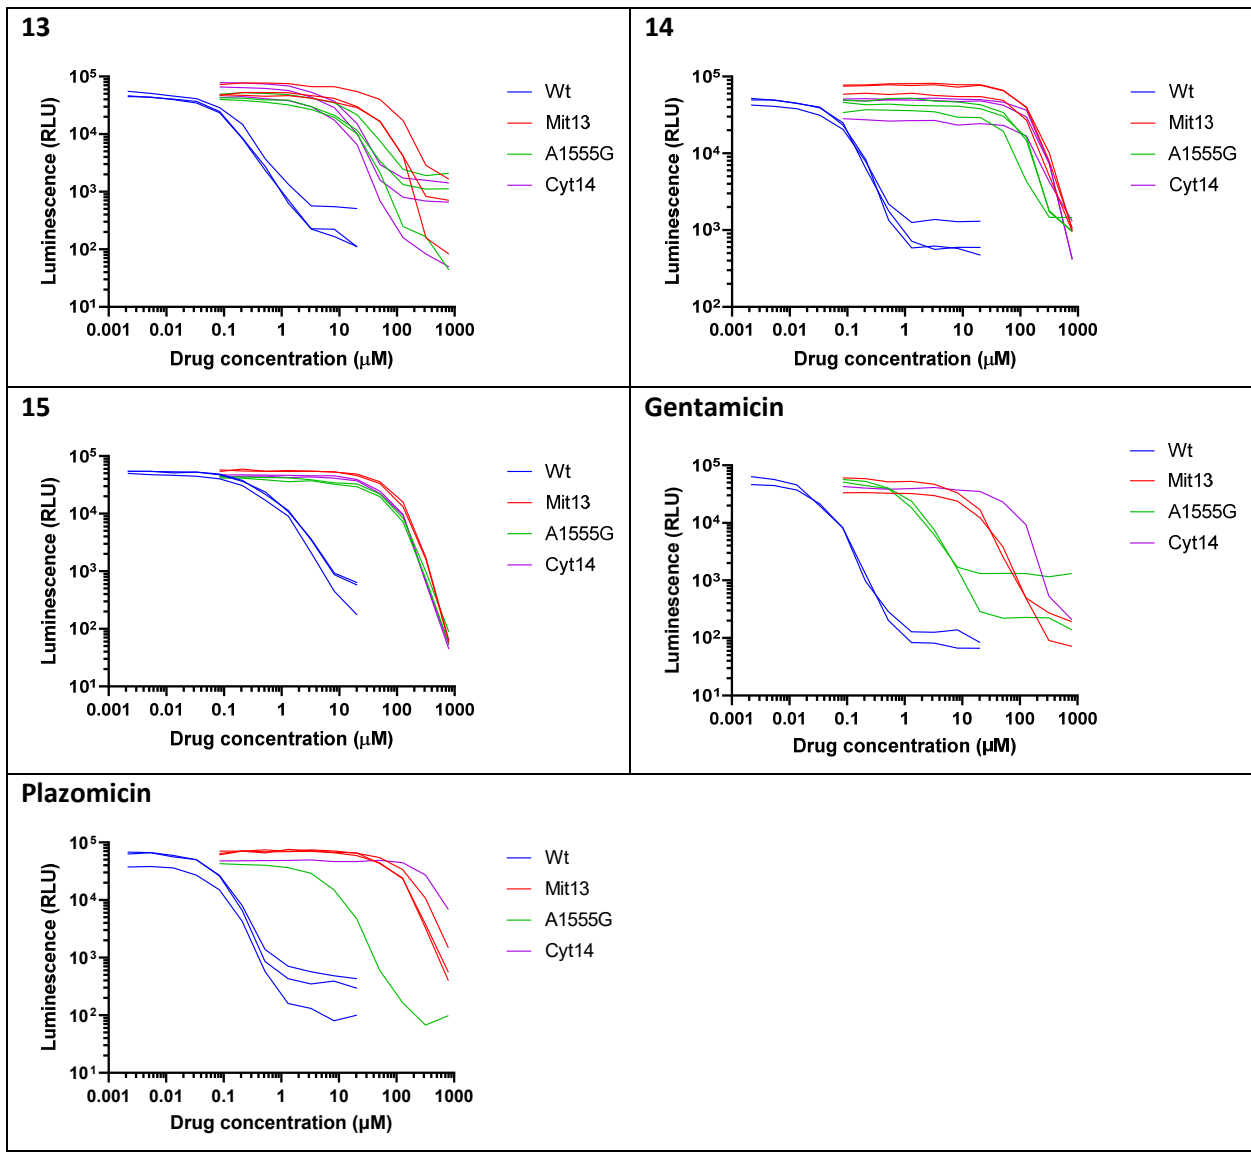 13
10⁵
10⁴
10³
10²
10¹
Luminescence (RLU)
0.001 0.01 0.1 1 10 100 1000
Drug concentration (μM)
Wt
Mit13
A1555G
Cyt14
14
10⁵
10⁴
10³
10²
Luminescence (RLU)
0.001 0.01 0.1 1 10 100 1000
Drug concentration (μM)
Wt
Mit13
A1555G
Cyt14
15
10⁵
10⁴
10³
10²
10¹
Luminescence (RLU)
0.001 0.01 0.1 1 10 100 1000
Drug concentration (μM)
Wt
Mit13
A1555G
Cyt14
Gentamicin
10⁵
10⁴
10³
10²
10¹
Luminescence (RLU)
0.001 0.01 0.1 1 10 100 1000
Drug concentration (µM)
Wt
Mit13
A1555G
Cyt14
Plazomicin
10⁵
10⁴
10³
10²
10¹
Luminescence (RLU)
0.001 0.01 0.1 1 10 100 1000
Drug concentration (µM)
Wt
Mit13
A1555G
Cyt14